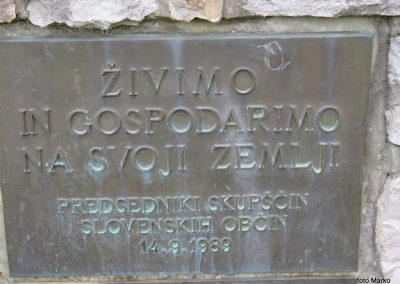 ŽIVIMO
IN GOSPODARIMO
NA SVOJI ZEMLJI
PREDSEDNIKI SKUPŠČIN
SLOVENSKIH OBČIN
14.9.1989
foto Marko